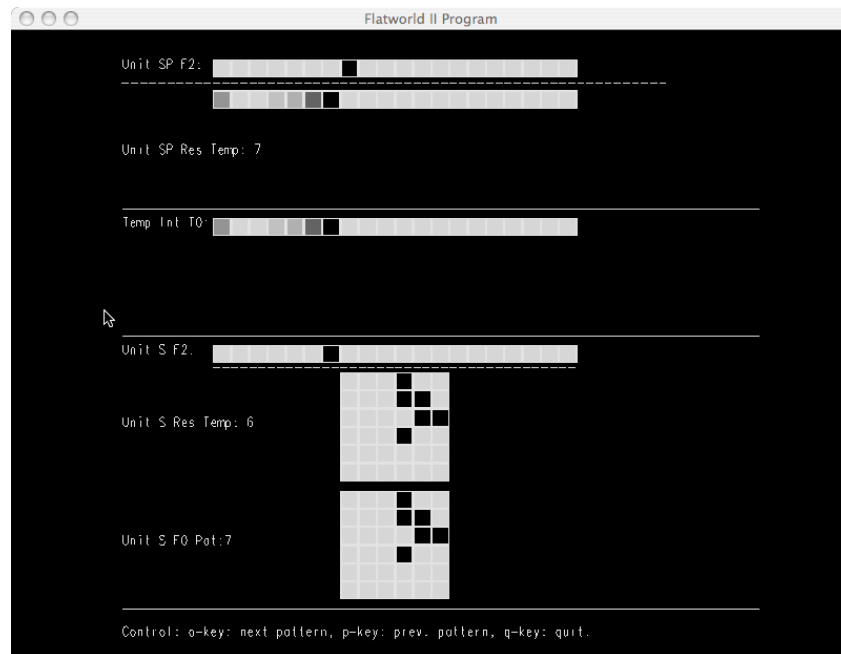 Flatworld II Program
Unit SP F2:
Unit SP Res Temp: 7
Temp Int T0:
Unit S F2:
Unit S Res Temp: 6
Unit S F0 Pat:7
Control: o-key: next pattern, p-key: prev. pattern, q-key: quit.